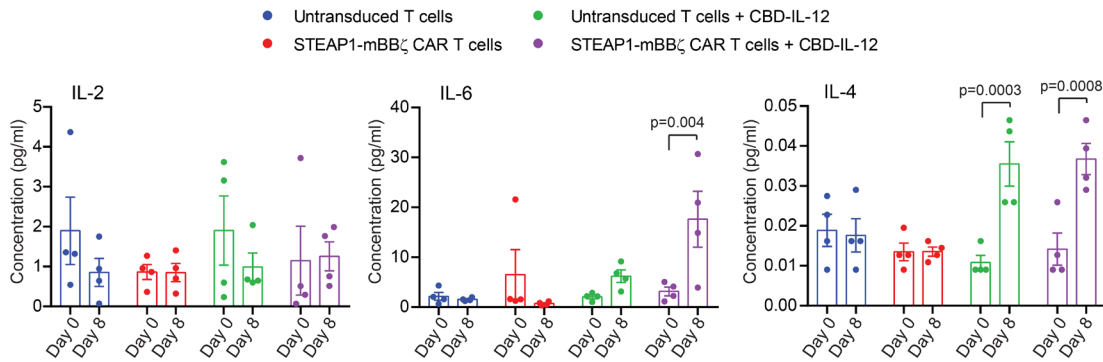 Untransduced T cells
Untransduced T cells + CBD-IL-12
STEAP1-mBBζ CAR T cells
STEAP1-mBBζ CAR T cells + CBD-IL-12
IL-2
Concentration (pg/ml)
5
4
3
2
1
0
Day 0
Day 8
Day 0
Day 8
Day 0
Day 8
Day 0
Day 8
IL-6
Concentration (pg/ml)
40
30
20
10
0
p=0.004
Day 0
Day 8
Day 0
Day 8
Day 0
Day 8
Day 0
Day 8
IL-4
Concentration (pg/ml)
0.05
0.04
0.03
0.02
0.01
0.00
p=0.0003
p=0.0008
Day 0
Day 8
Day 0
Day 8
Day 0
Day 8
Day 0
Day 8